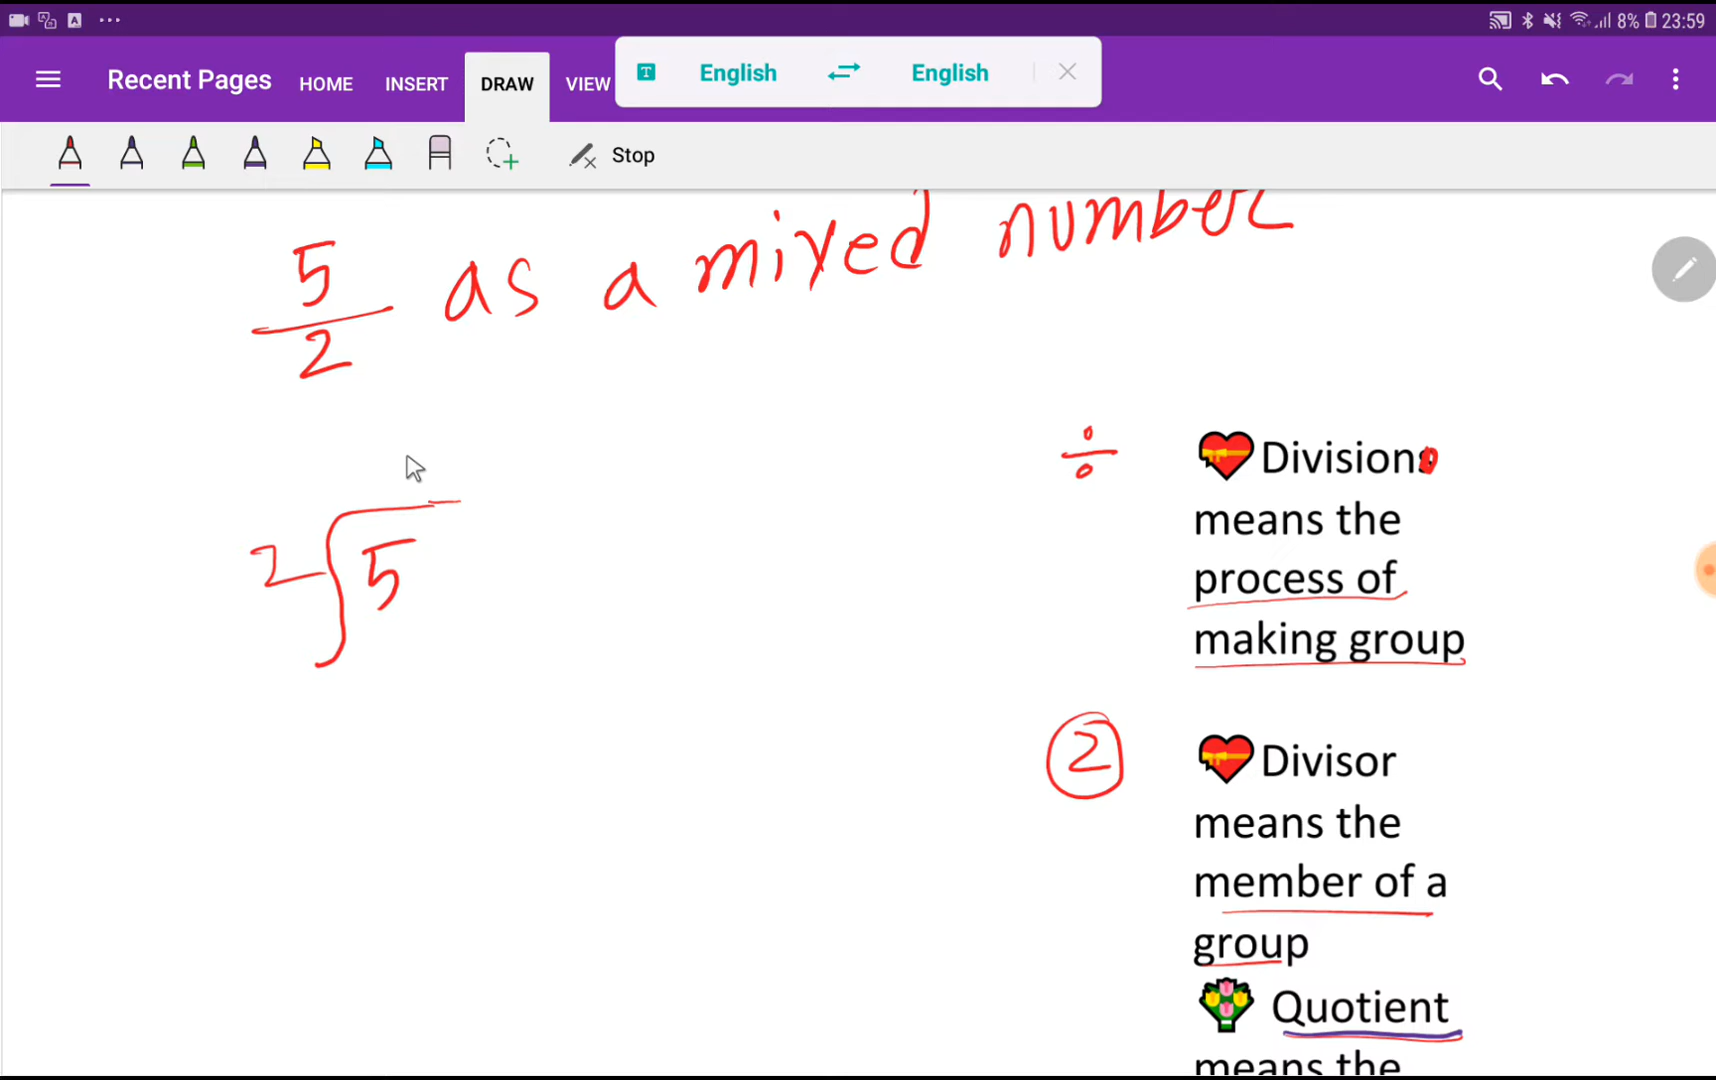 8% 23:59
Recent Pages HOME INSERT DRAW VIEW English English
Stop
5/2 as a mixed number
÷ Divisions
means the
process of
making group
2 5
2 Divisor
means the
member of a
group
Quotient
means the